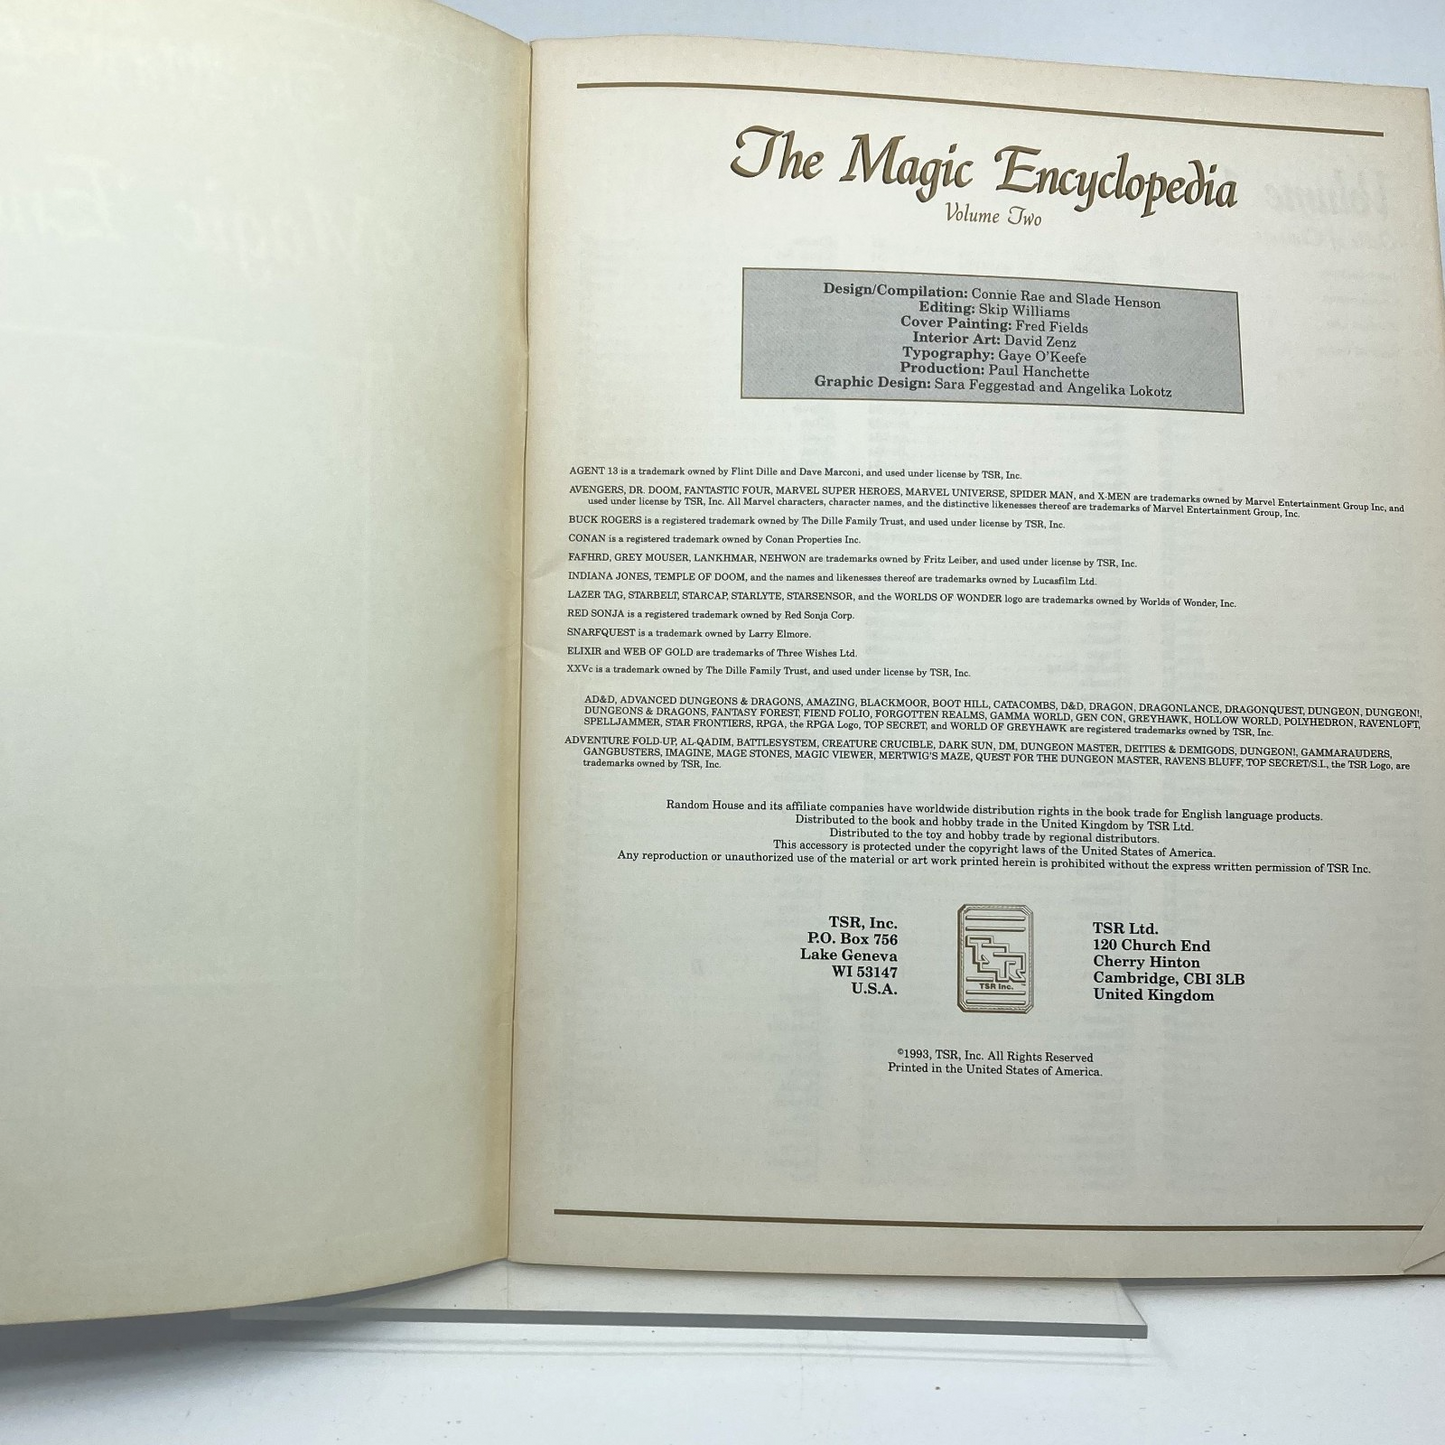 The Magic Encyclopedia
Volume Two
Design/Compilation: Connie Rae and Slade Henson
Editing: Skip Williams
Cover Painting: Fred Fields
Interior Art: David Zenz
Typography: Gaye O'Keefe
Production: Paul Hanchette
Graphic Design: Sara Feggestad and Angelika Lokotz
AGENT 13 is a trademark owned by Flint Dille and Dave Marconi, and used under license by TSR, Inc.
AVENGERS, DR. DOOM, FANTASTIC FOUR, MARVEL SUPER HEROES, MARVEL UNIVERSE, SPIDER MAN, and X-MEN are trademarks owned by Marvel Entertainment Group Inc, and
used under license by TSR, Inc. All Marvel characters, character names, and the distinctive likenesses thereof are trademarks of Marvel Entertainment Group, Inc.
BUCK ROGERS is a registered trademark owned by The Dille Family Trust, and used under license by TSR, Inc.
CONAN is a registered trademark owned by Conan Properties Inc.
FAFHRD, GREY MOUSER, LANKHMAR, NEHWON are trademarks owned by Fritz Leiber, and used under license by TSR, Inc.
INDIANA JONES, TEMPLE OF DOOM, and the names and likenesses thereof are trademarks owned by Lucasfilm Ltd.
LAZER TAG, STARBELT, STARCAP, STARLYTE, STARSENSOR, and the WORLDS OF WONDER logo are trademarks owned by Worlds of Wonder, Inc.
RED SONJA is a registered trademark owned by Red Sonja Corp.
SNARFQUEST is a trademark owned by Larry Elmore.
ELIXIR and WEB OF GOLD are trademarks of Three Wishes Ltd.
XXVc is a trademark owned by The Dille Family Trust, and used under license by TSR, Inc.
AD&D, ADVANCED DUNGEONS & DRAGONS, AMAZING, BLACKMOOR, BOOT HILL, CATACOMBS, D&D, DRAGON, DRAGONLANCE, DRAGONQUEST, DUNGEON, DUNGEON!,
DUNGEONS & DRAGONS, FANTASY FOREST, FIEND FOLIO, FORGOTTEN REALMS, GAMMA WORLD, GEN CON, GREYHAWK, HOLLOW WORLD, POLYHEDRON, RAVENLOFT,
SPELLJAMMER, STAR FRONTIERS, RPGA, the RPGA Logo, TOP SECRET, and WORLD OF GREYHAWK are registered trademarks owned by TSR, Inc.
ADVENTURE FOLD-UP, AL-QADIM, BATTLESYSTEM, CREATURE CRUCIBLE, DARK SUN, DM, DUNGEON MASTER, DEITIES & DEMIGODS, DUNGEON!, GAMMARAUDERS,
GANGBUSTERS, IMAGINE, MAGE STONES, MAGIC VIEWER, MERTWIG'S MAZE, QUEST FOR THE DUNGEON MASTER, RAVENS BLUFF, TOP SECRET/S.I., the TSR Logo, are
trademarks owned by TSR, Inc.
Random House and its affiliate companies have worldwide distribution rights in the book trade for English language products.
Distributed to the book and hobby trade in the United Kingdom by TSR Ltd.
Distributed to the toy and hobby trade by regional distributors.
This accessory is protected under the copyright laws of the United States of America.
Any reproduction or unauthorized use of the material or art work printed herein is prohibited without the express written permission of TSR Inc.
TSR, Inc.
P.O. Box 756
Lake Geneva
WI 53147
U.S.A.
TSR
TSR Inc.™
TSR Ltd.
120 Church End
Cherry Hinton
Cambridge, CBI 3LB
United Kingdom
©1993, TSR, Inc. All Rights Reserved
Printed in the United States of America.